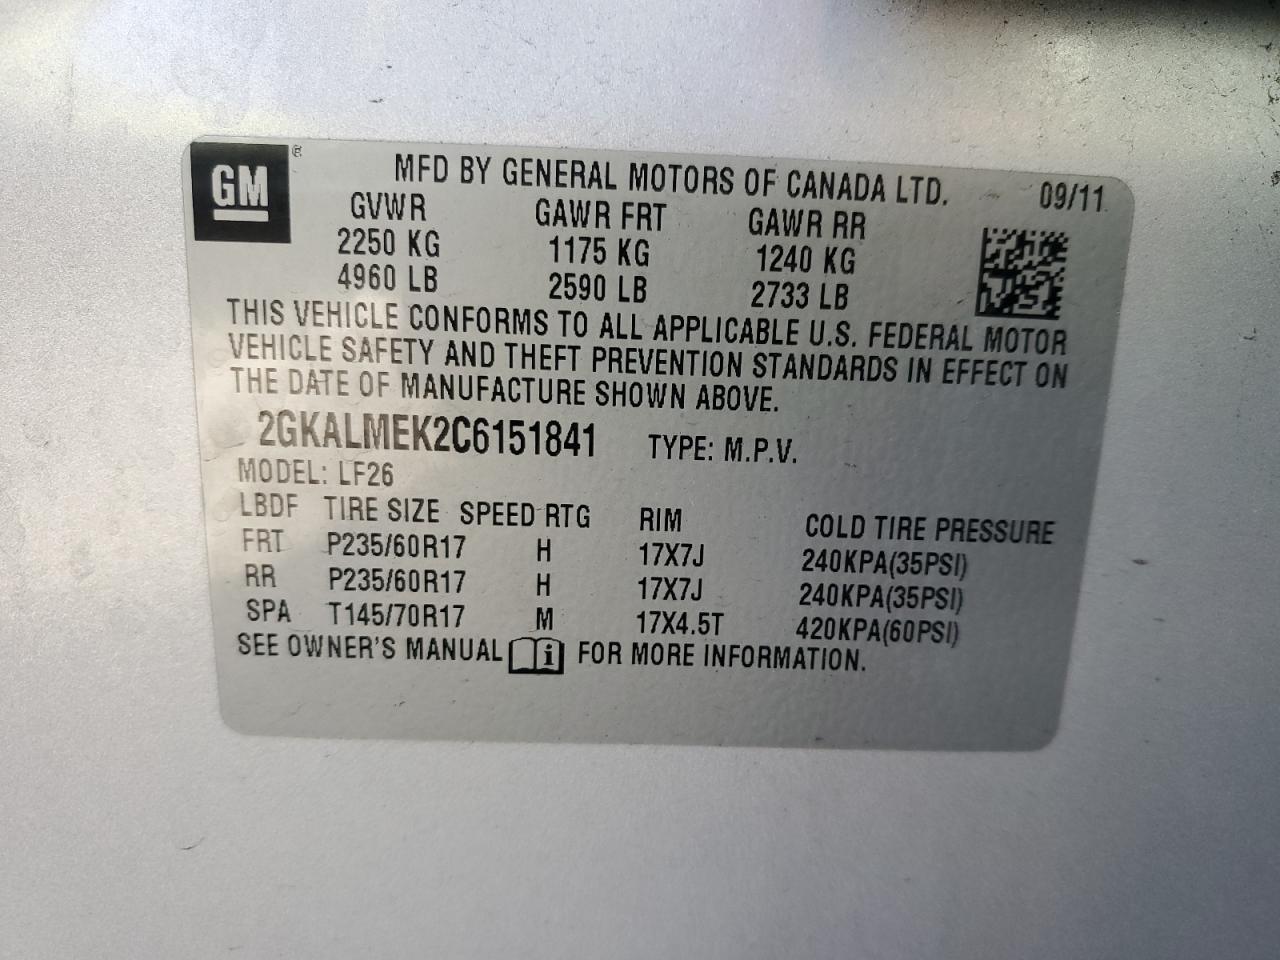 GM ® MFD BY GENERAL MOTORS OF CANADA LTD. 09/11
GVWR GAWR FRT GAWR RR
2250 KG 1175 KG 1240 KG
4960 LB 2590 LB 2733 LB
THIS VEHICLE CONFORMS TO ALL APPLICABLE U.S. FEDERAL MOTOR
VEHICLE SAFETY AND THEFT PREVENTION STANDARDS IN EFFECT ON
THE DATE OF MANUFACTURE SHOWN ABOVE.
2GKALMEK2C6151841 TYPE: M.P.V.
MODEL: LF26
LBDF TIRE SIZE SPEED RTG RIM COLD TIRE PRESSURE
FRT P235/60R17 H 17X7J 240KPA(35PSI)
RR P235/60R17 H 17X7J 240KPA(35PSI)
SPA T145/70R17 M 17X4.5T 420KPA(60PSI)
SEE OWNER'S MANUAL i FOR MORE INFORMATION.